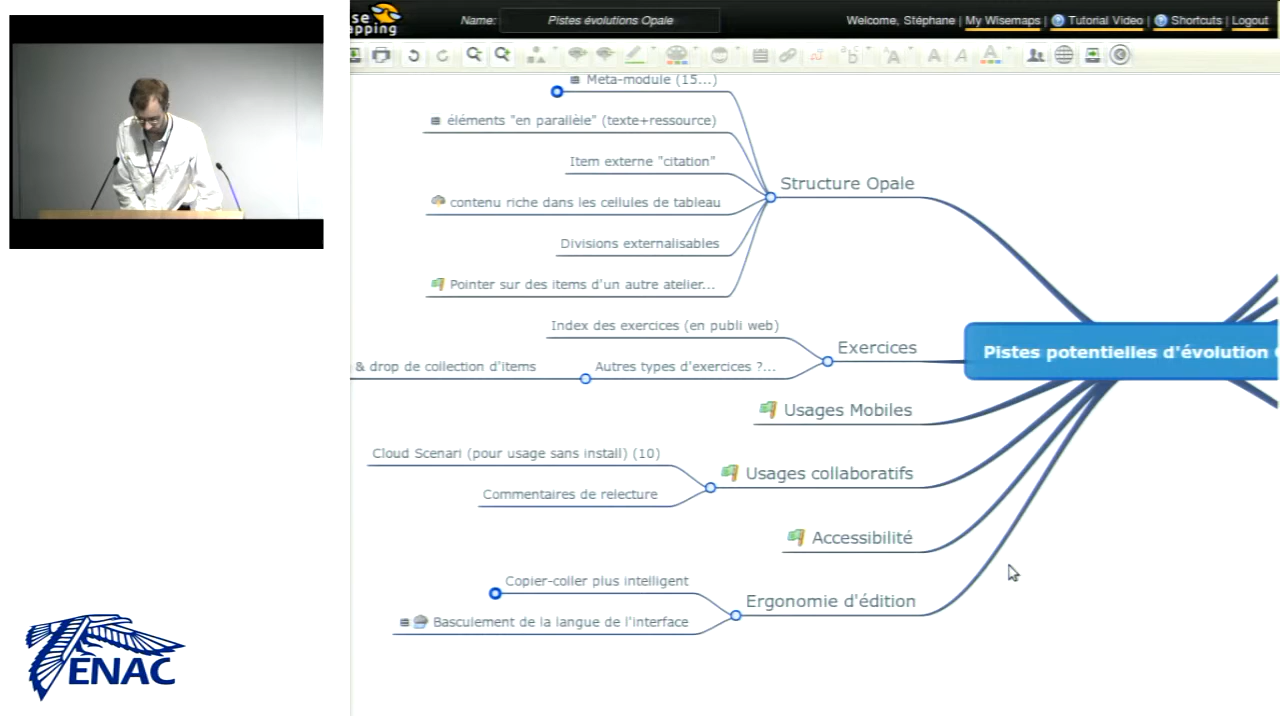 se
apping
Name: Pistes évolutions Opale
Welcome, Stéphane | My Wisemaps | Tutorial Video | Shortcuts | Logout
Meta-module (15...)
éléments "en parallèle" (texte+ressource)
Item externe "citation"
Structure Opale
contenu riche dans les cellules de tableau
Divisions externalisables
Pointer sur des items d'un autre atelier...
Index des exercices (en publi web)
Exercices
Pistes potentielles d'évolution
& drop de collection d'items
Autres types d'exercices ?...
Usages Mobiles
Cloud Scenari (pour usage sans install) (10)
Usages collaboratifs
Commentaires de relecture
Accessibilité
Copier-coller plus intelligent
Ergonomie d'édition
Basculement de la langue de l'interface
ENAC